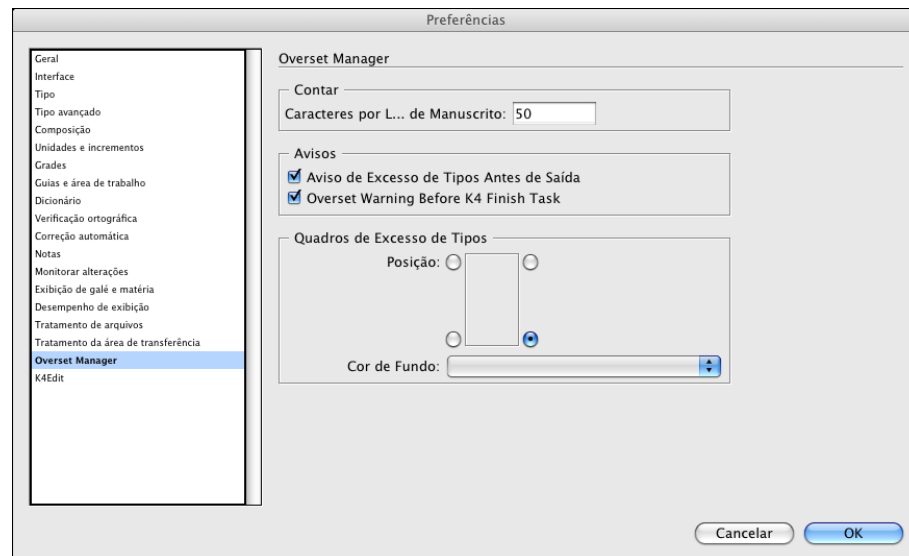 Preferências
Geral
Interface
Tipo
Tipo avançado
Composição
Unidades e incrementos
Grades
Guias e área de trabalho
Dicionário
Verificação ortográfica
Correção automática
Notas
Monitorar alterações
Exibição de galé e matéria
Desempenho de exibição
Tratamento de arquivos
Tratamento da área de transferência
Overset Manager
K4Edit
Overset Manager
Contar
Caracteres por L... de Manuscrito: 50
Avisos
Aviso de Excesso de Tipos Antes de Saída
Overset Warning Before K4 Finish Task
Quadros de Excesso de Tipos
Posição:
Cor de Fundo:
Cancelar
OK